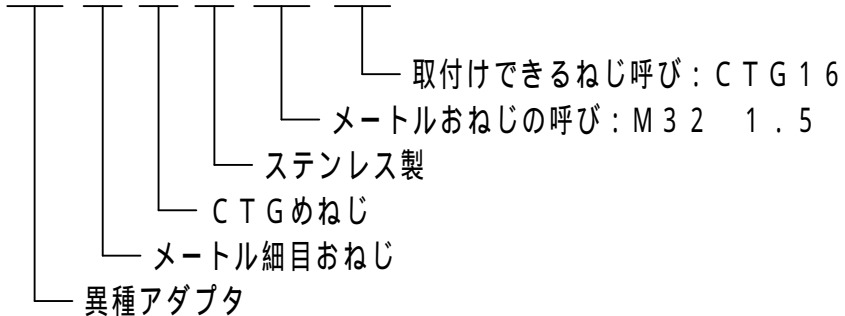 取付けできるねじ呼び：ＣＴＧ１６
メートルおねじの呼び：Ｍ３２　１．５
ステンレス製
ＣＴＧめねじ
メートル細目おねじ
異種アダプタ